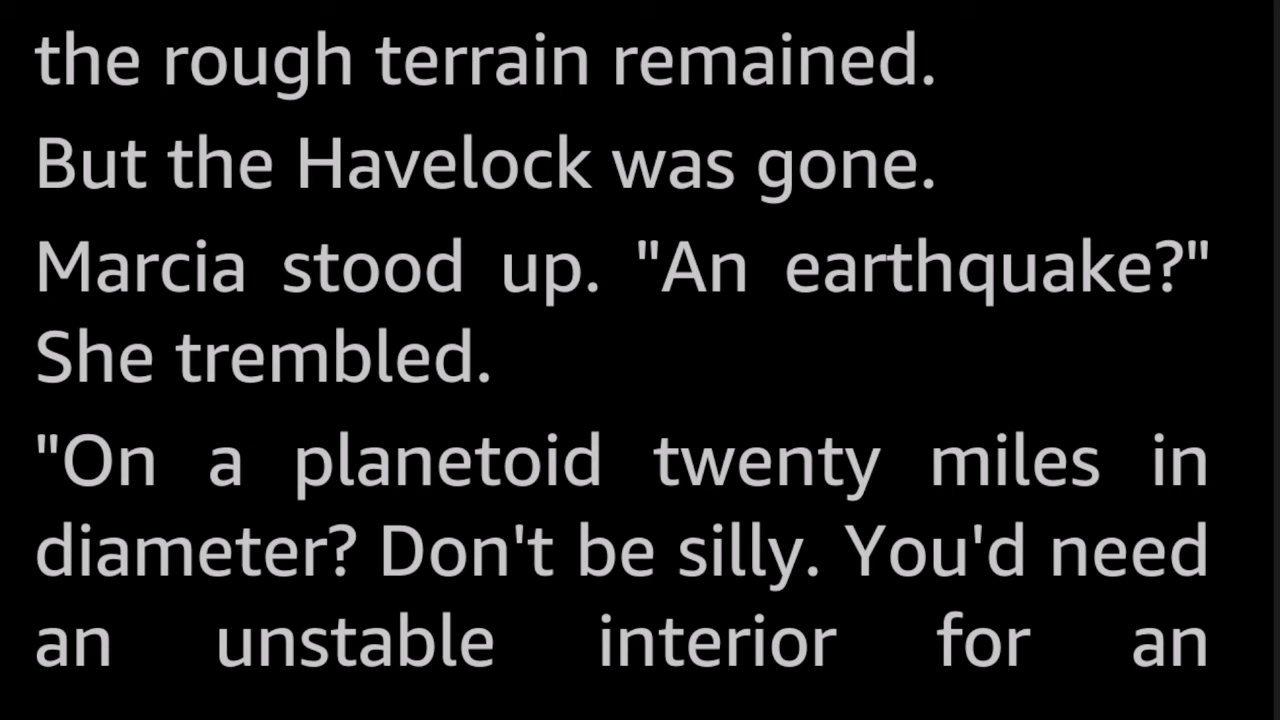 the rough terrain remained.
But the Havelock was gone.
Marcia stood up. "An earthquake?"
She trembled.
"On a planetoid twenty miles in
diameter? Don't be silly. You'd need
an unstable interior for an